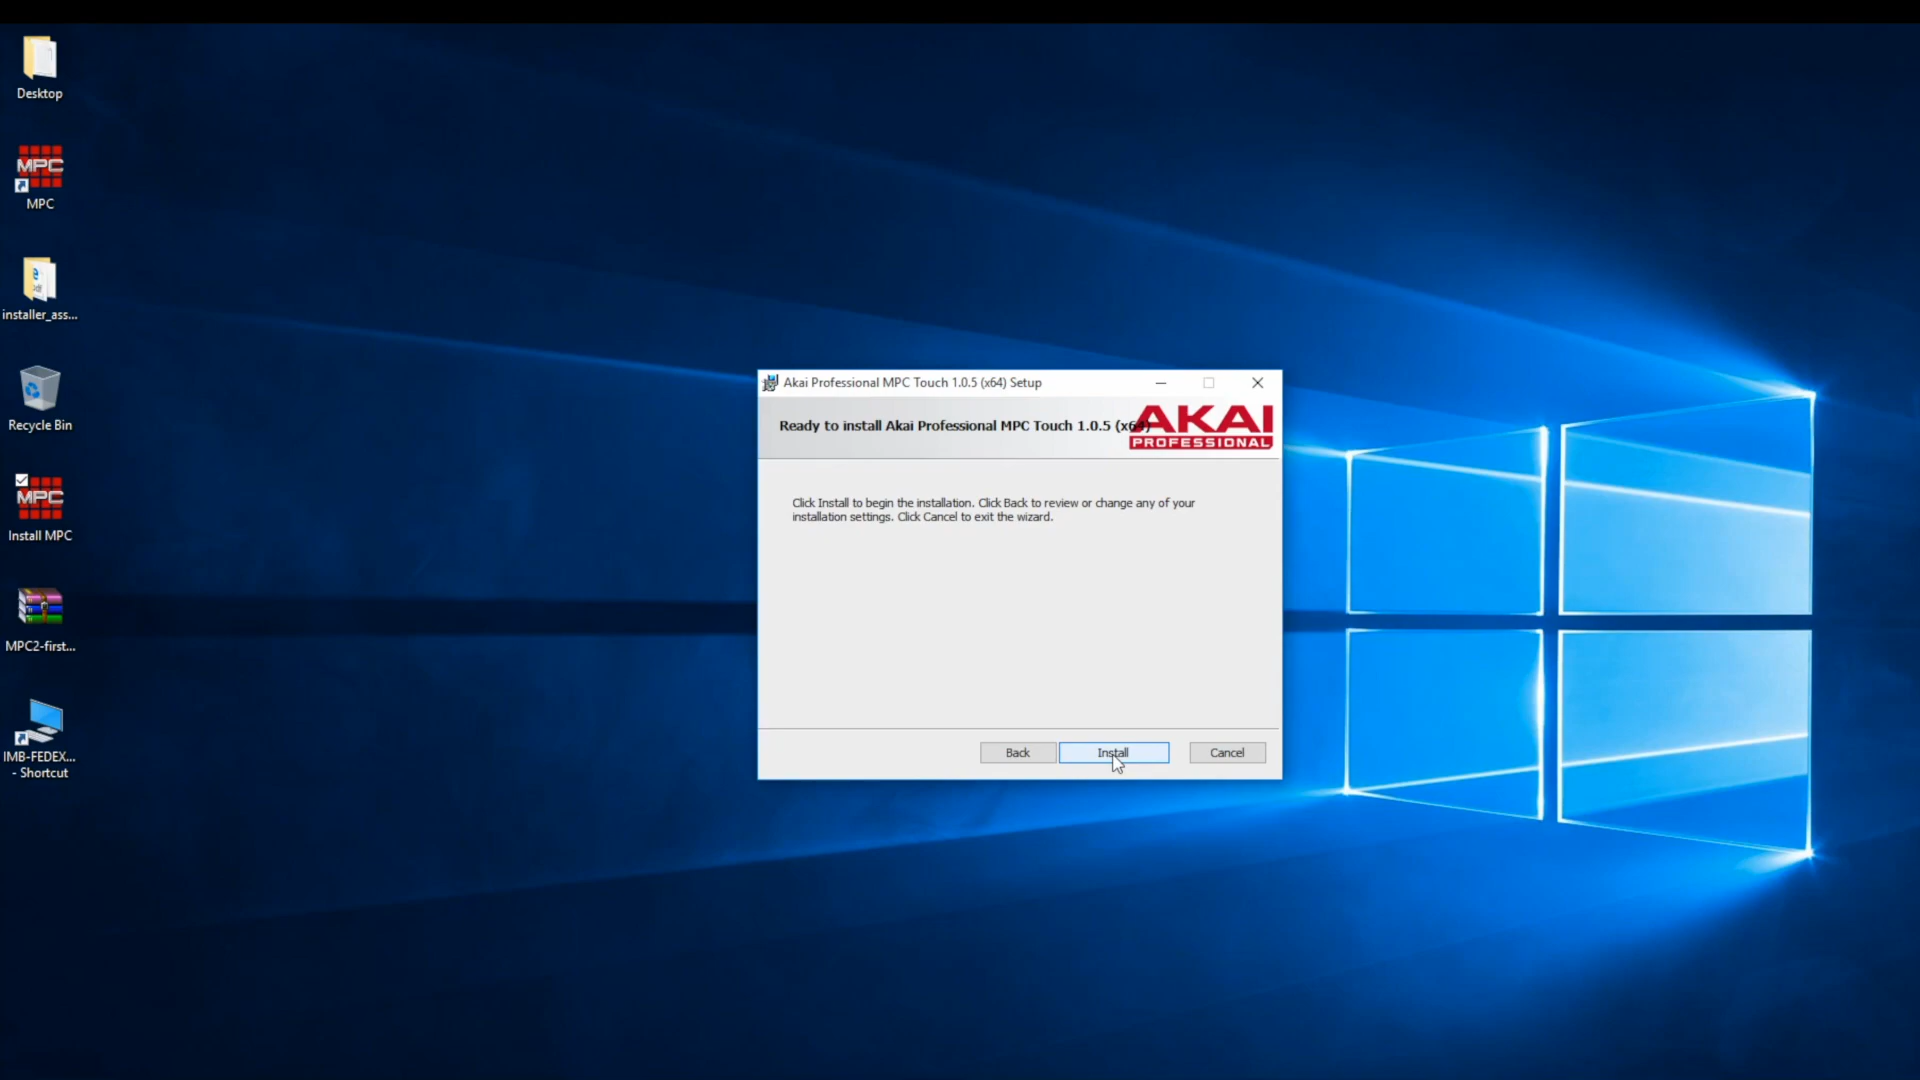 Desktop
MPC
MPC
installer_ass...
Recycle Bin
MPC
Install MPC
MPC2-first...
IMB-FEDEX...
- Shortcut
Akai Professional MPC Touch 1.0.5 (x64) Setup
Ready to install Akai Professional MPC Touch 1.0.5 (x64)
AKAI
PROFESSIONAL
Click Install to begin the installation. Click Back to review or change any of your
installation settings. Click Cancel to exit the wizard.
Back
Install
Cancel